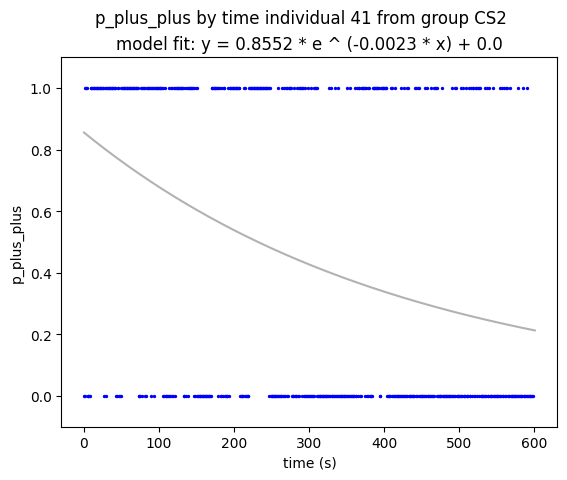 p_plus_plus by time individual 41 from group CS2
model fit: y = 0.8552 * e ^ (-0.0023 * x) + 0.0
1.0
0.8
0.6
0.4
0.2
0.0
p_plus_plus
0 100 200 300 400 500 600
time (s)